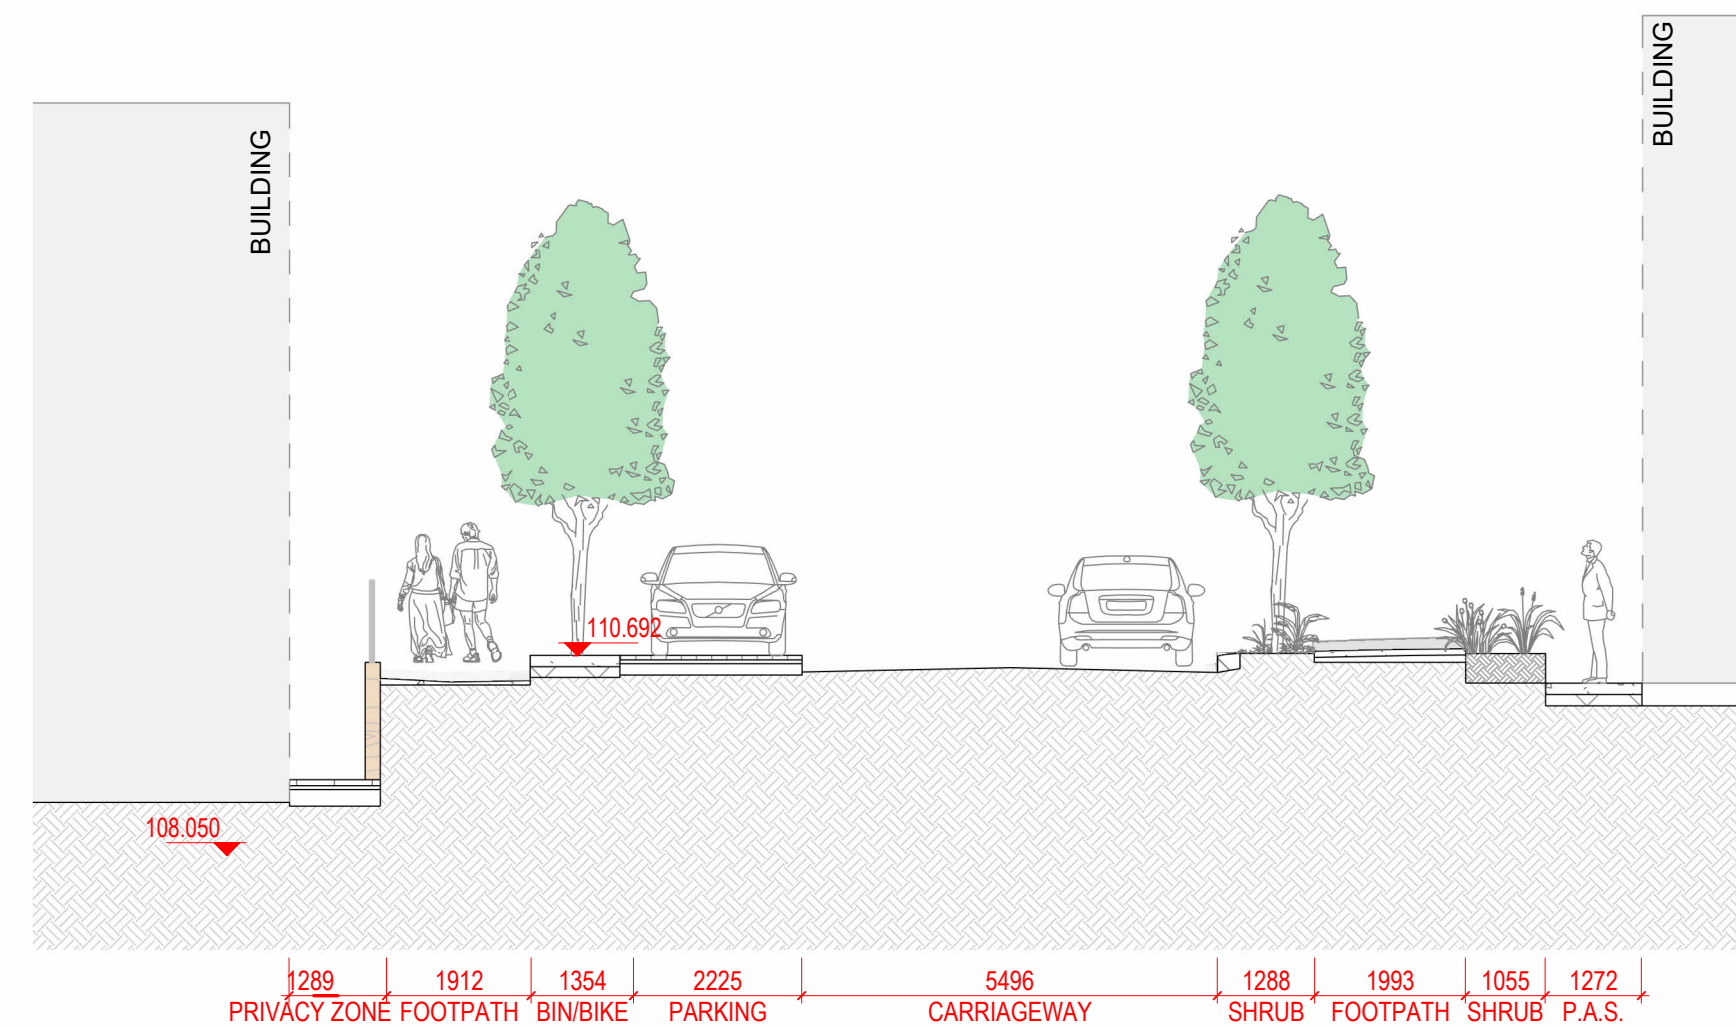 BUILDING
BUILDING
110.692
108.050
1289 1912 1354 2225 5496 1288 1993 1055 1272
PRIVACY ZONE FOOTPATH BIN/BIKE PARKING CARRIAGEWAY SHRUB FOOTPATH SHRUB P.A.S.